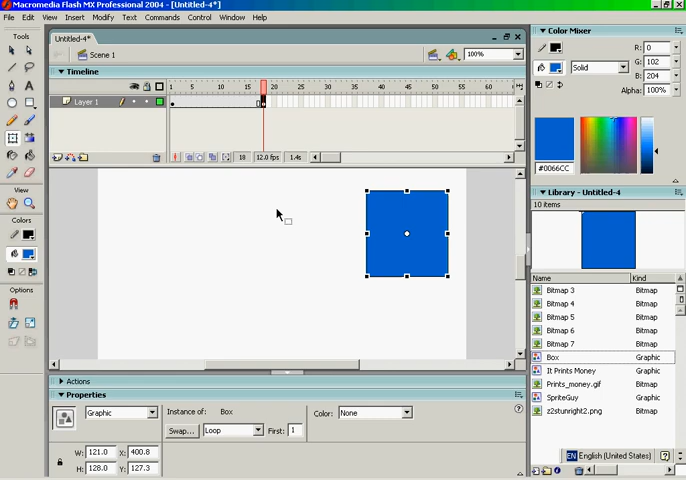 Macromedia Flash MX Professional 2004 - [Untitled-4*]
File Edit View Insert Modify Text Commands Control Window Help
Tools
View
Colors
Options
Untitled-4*
Scene 1
100%
Timeline
1 5 10 15 20 25 30 35 40 45 50 55 60 65
Layer 1
18 12.0 fps 1.4s
Actions
Properties
Graphic
Instance of: Box
Color: None
Swap...
Loop
First: 1
W: 121.0 X: 400.8
H: 128.0 Y: 127.3
Color Mixer
Solid
R: 0
G: 102
B: 204
Alpha: 100%
#0066CC
Library - Untitled-4
10 items
Name Kind
Bitmap 3 Bitmap
Bitmap 4 Bitmap
Bitmap 5 Bitmap
Bitmap 6 Bitmap
Bitmap 7 Bitmap
Box Graphic
It Prints Money Graphic
Prints_money.gif Bitmap
SpriteGuy Graphic
z2stunright2.png Bitmap
EN English (United States)